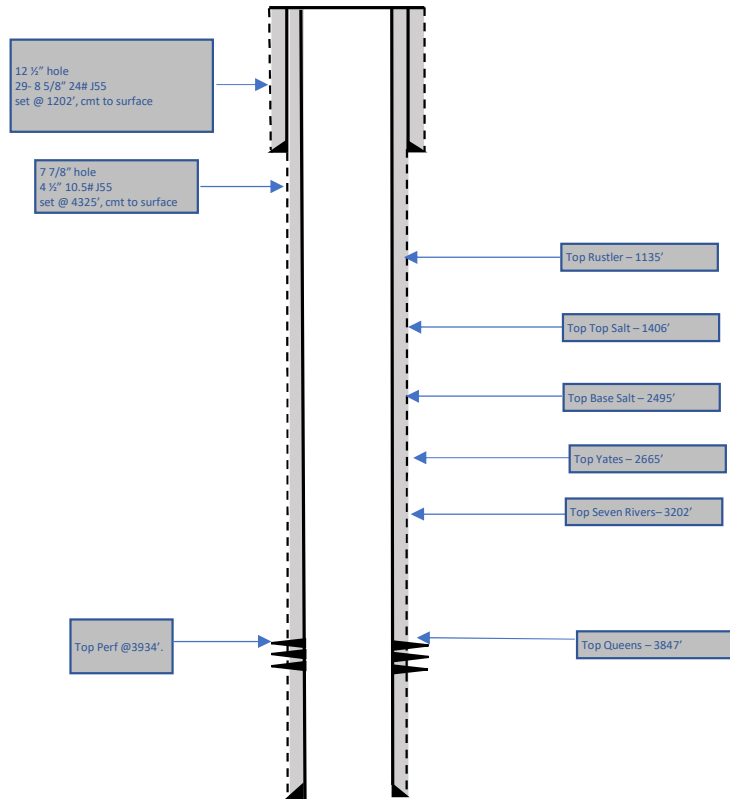 12 ½” hole
29- 8 5/8” 24# J55
set @ 1202’, cmt to surface
7 7/8” hole
4 ½” 10.5# J55
set @ 4325’, cmt to surface
Top Rustler – 1135’
Top Top Salt – 1406’
Top Base Salt – 2495’
Top Yates – 2665’
Top Seven Rivers– 3202’
Top Perf @3934’.
Top Queens – 3847’